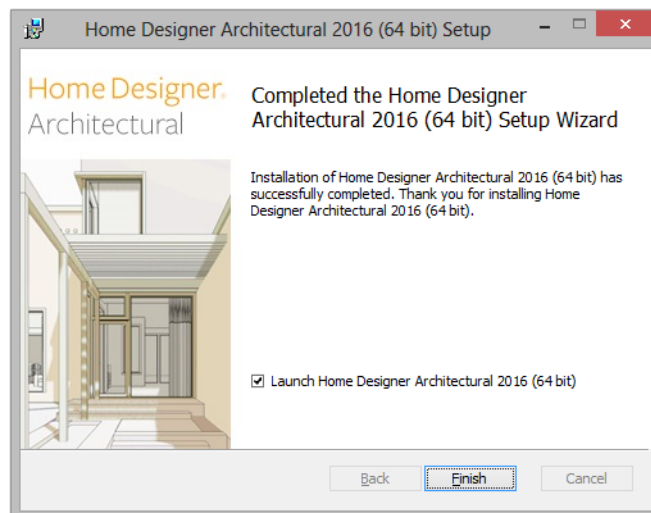 Home Designer Architectural 2016 (64 bit) Setup
Home Designer®
Architectural
Completed the Home Designer
Architectural 2016 (64 bit) Setup Wizard
Installation of Home Designer Architectural 2016 (64 bit) has
successfully completed. Thank you for installing Home
Designer Architectural 2016 (64 bit).
Launch Home Designer Architectural 2016 (64 bit)
Back
Finish
Cancel